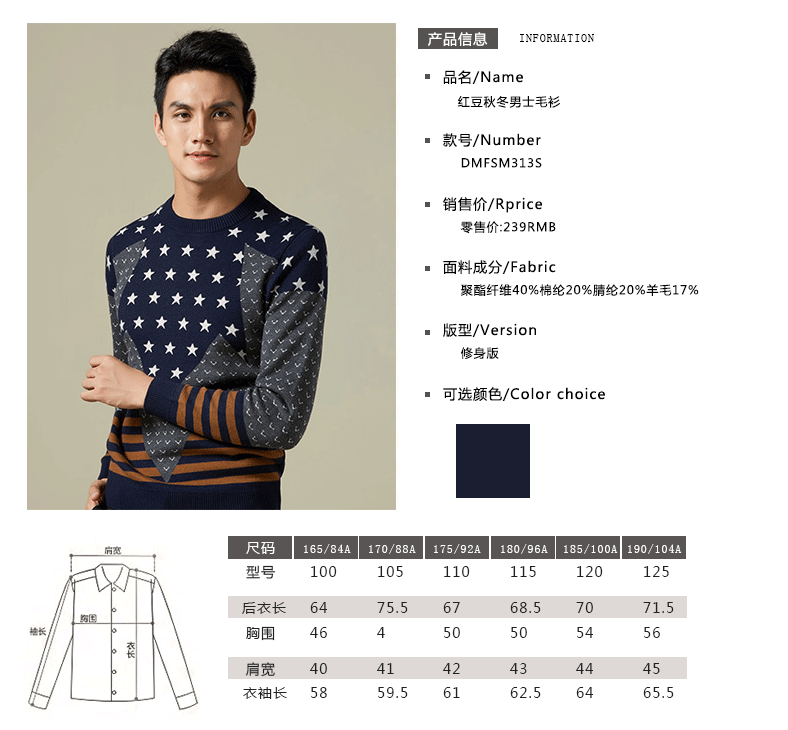 产品信息 INFORMATION
品名/Name
红豆秋冬男士毛衫
款号/Number
DMFSM313S
销售价/Rprice
零售价:239RMB
面料成分/Fabric
聚酯纤维40%棉纶20%腈纶20%羊毛17%
版型/Version
修身版
可选颜色/Color choice
肩宽
胸围
袖长
衣长
尺码 165/84A 170/88A 175/92A 180/96A 185/100A 190/104A
型号 100 105 110 115 120 125
后衣长 64 75.5 67 68.5 70 71.5
胸围 46 4 50 50 54 56
肩宽 40 41 42 43 44 45
衣袖长 58 59.5 61 62.5 64 65.5